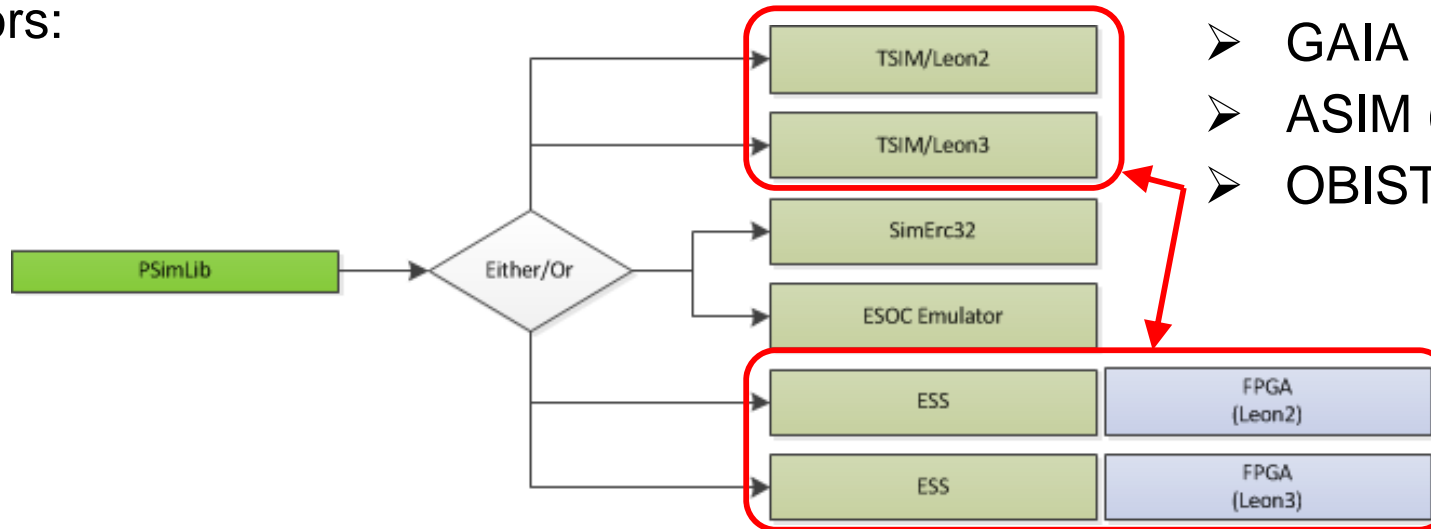 ors:
TSIM/Leon2
TSIM/Leon3
SimErc32
PSimLib
Either/Or
ESOC Emulator
ESS
FPGA
(Leon2)
ESS
FPGA
(Leon3)
➢ GAIA
➢ ASIM
➢ OBIST